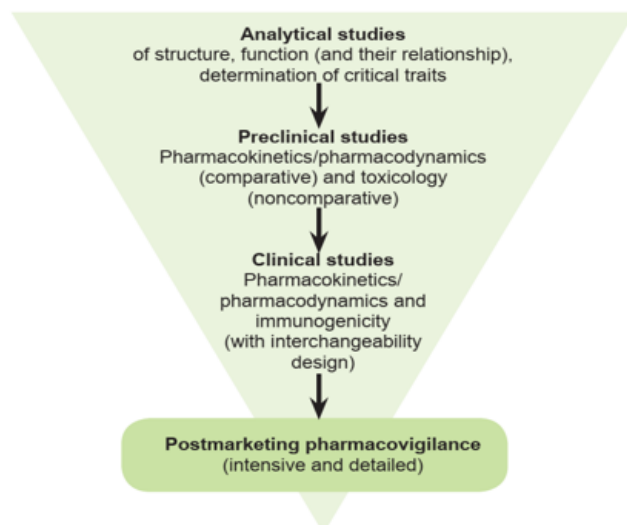 Analytical studies
of structure, function (and their relationship),
determination of critical traits
Preclinical studies
Pharmacokinetics/pharmacodynamics
(comparative) and toxicology
(noncomparative)
Clinical studies
Pharmacokinetics/
pharmacodynamics and
immunogenicity
(with interchangeability
design)
Postmarketing pharmacovigilance
(intensive and detailed)